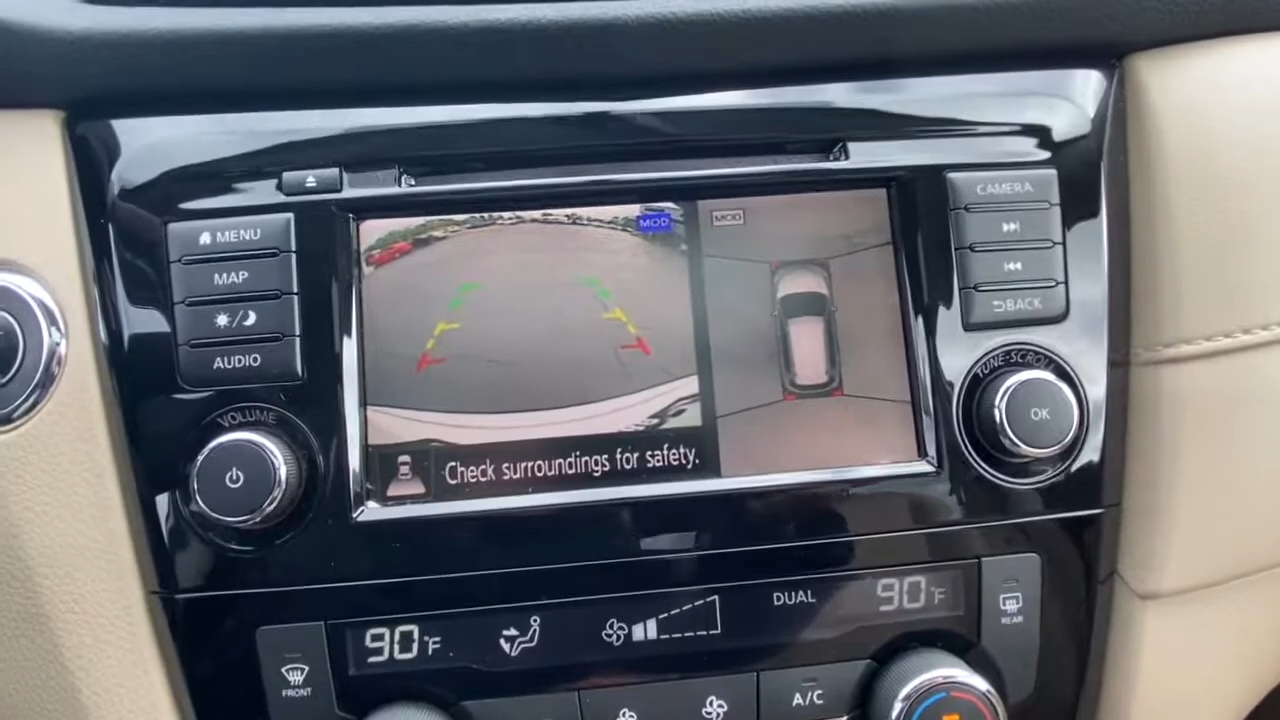 MENU
MAP
AUDIO
VOLUME
MOD
MOD
Check surroundings for safety.
CAMERA
BACK
TUNE-SCROLL
OK
90°F
DUAL
90°F
FRONT
REAR
A/C